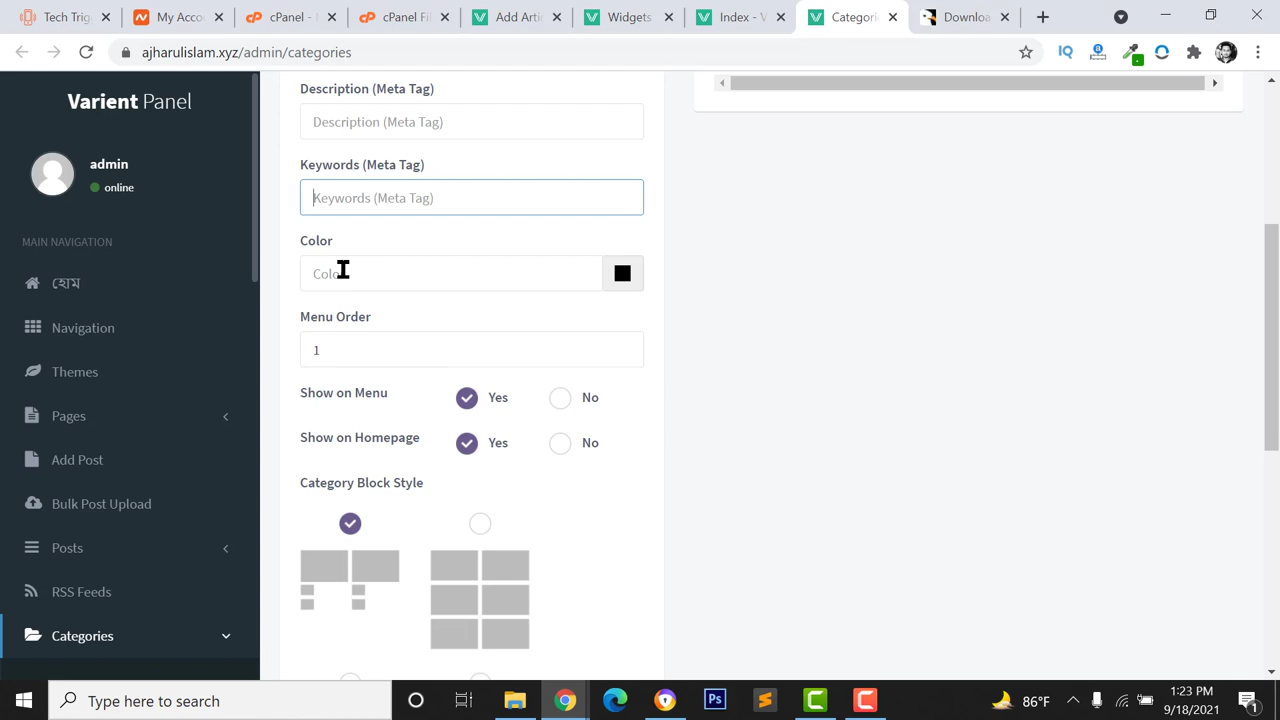 Tech Trig
My Acco
cPanel -
cPanel Fil
Add Arti
Widgets
Index - V
Categori
Downloa
ajharulislam.xyz/admin/categories
Varient Panel
admin
online
MAIN NAVIGATION
হোম
Navigation
Themes
Pages
Add Post
Bulk Post Upload
Posts
RSS Feeds
Categories
Description (Meta Tag)
Description (Meta Tag)
Keywords (Meta Tag)
Keywords (Meta Tag)
Color
Color
Menu Order
1
Show on Menu
Yes
No
Show on Homepage
Yes
No
Category Block Style
Type here to search
86°F
1:23 PM
9/18/2021
1